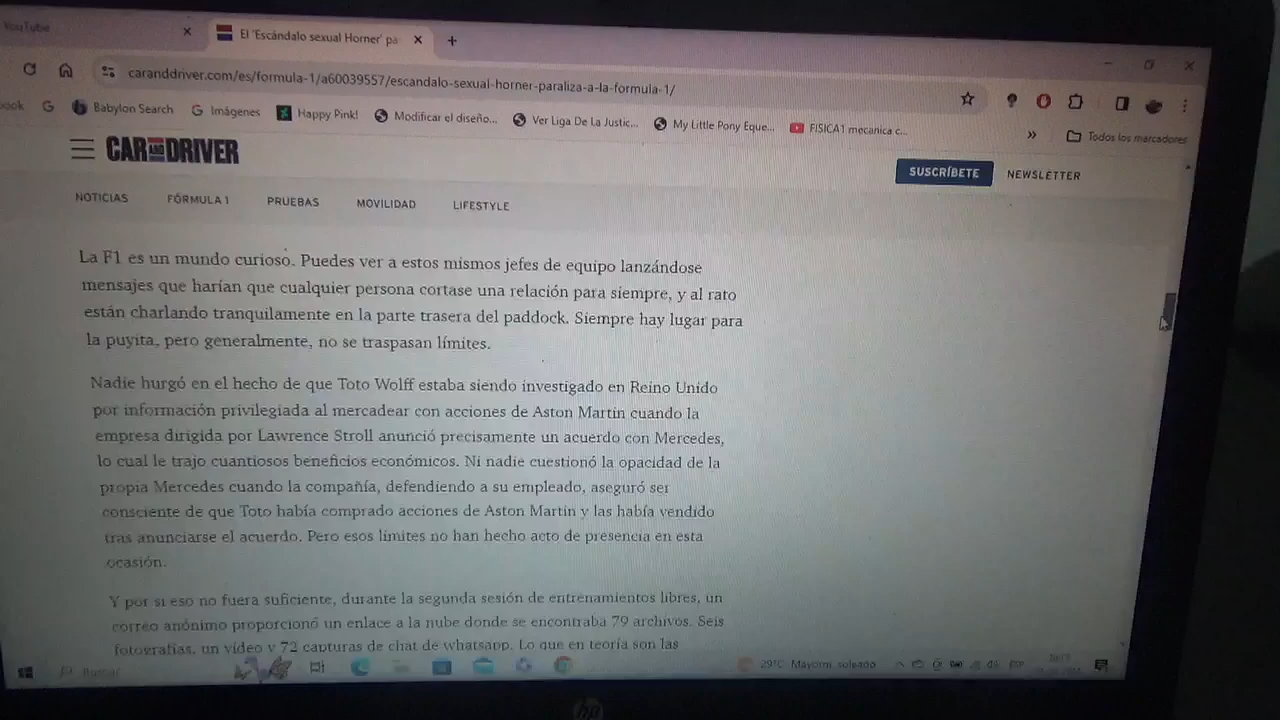 YouTube
El 'Escándalo sexual Horner' pa
caranddriver.com/es/formula-1/a60039557/escandalo-sexual-horner-paraliza-a-la-formula-1/
ook
Babylon Search
Imágenes
Happy Pink!
Modificar el diseño...
Ver Liga De La Justic...
My Little Pony Eque...
FISICA1 mecanica c...
»
Todos los marcadores
CAR AND DRIVER
SUSCRÍBETE
NEWSLETTER
NOTICIAS
FÓRMULA 1
PRUEBAS
MOVILIDAD
LIFESTYLE
La F1 es un mundo curioso. Puedes ver a estos mismos jefes de equipo lanzándose
mensajes que harían que cualquier persona cortase una relación para siempre, y al rato
están charlando tranquilamente en la parte trasera del paddock. Siempre hay lugar para
la puyita, pero generalmente, no se traspasan límites.
Nadie hurgó en el hecho de que Toto Wolff estaba siendo investigado en Reino Unido
por información privilegiada al mercadear con acciones de Aston Martin cuando la
empresa dirigida por Lawrence Stroll anunció precisamente un acuerdo con Mercedes,
lo cual le trajo cuantiosos beneficios económicos. Ni nadie cuestionó la opacidad de la
propia Mercedes cuando la compañía, defendiendo a su empleado, aseguró ser
consciente de que Toto había comprado acciones de Aston Martin y las había vendido
tras anunciarse el acuerdo. Pero esos límites no han hecho acto de presencia en esta
ocasión.
Y por si eso no fuera suficiente, durante la segunda sesión de entrenamientos libres, un
correo anónimo proporcionó un enlace a la nube donde se encontraba 79 archivos. Seis
fotografías, un vídeo y 72 capturas de chat de whatsapp. Lo que en teoría son las
Buscar
29°C Mayorm. soleado
ESP
hp